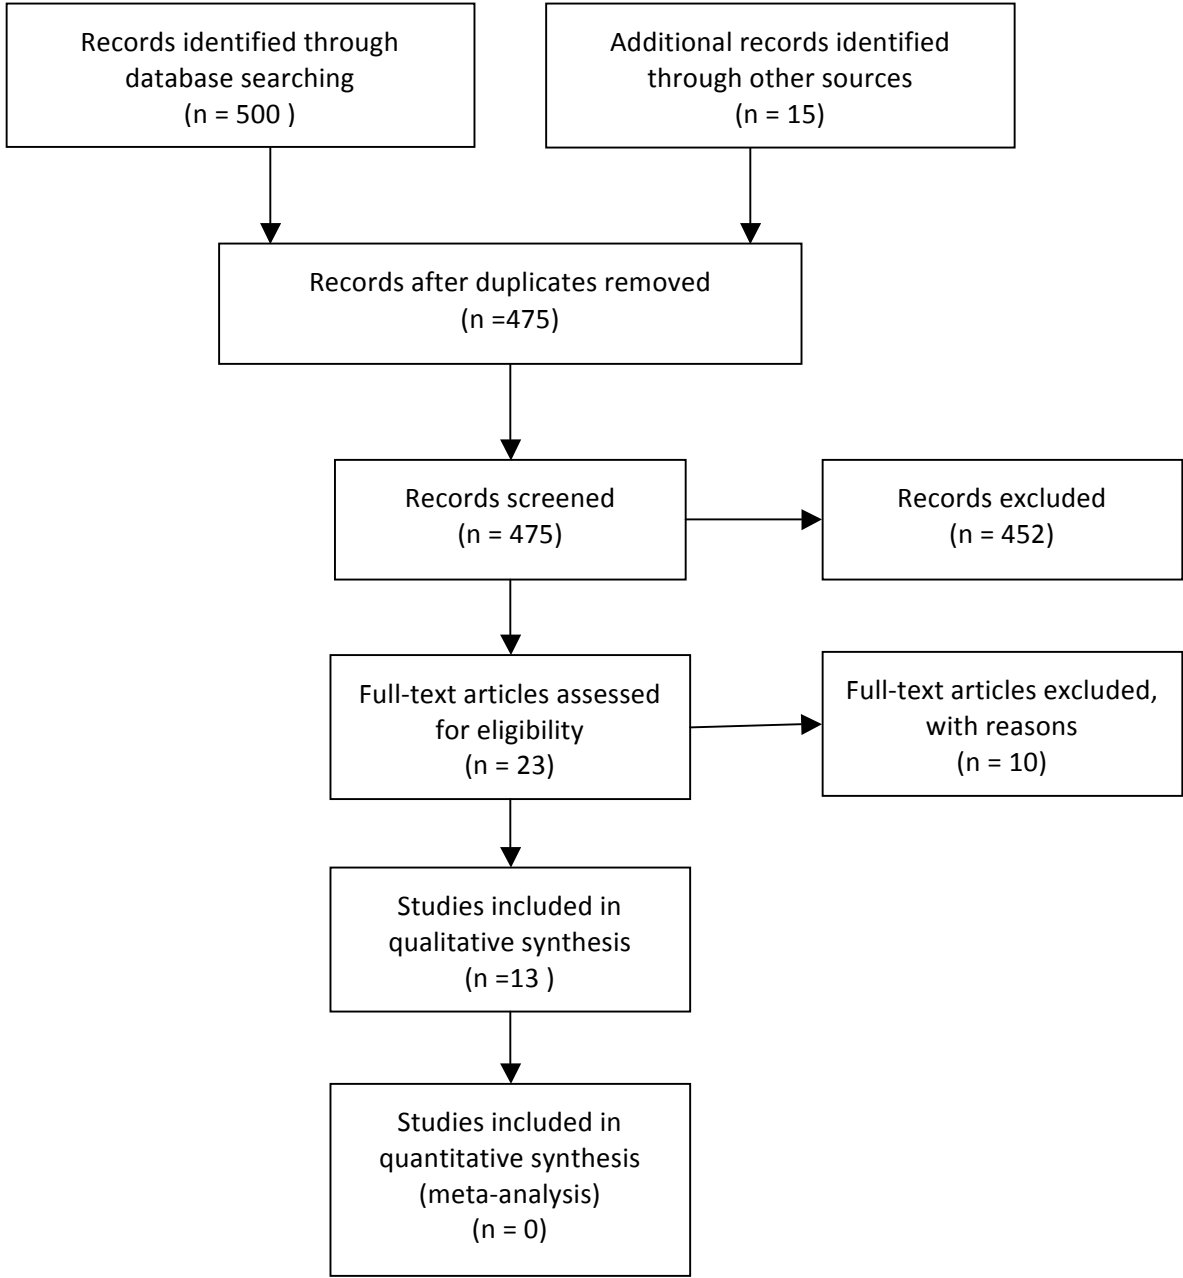 Records identified through
database searching
(n = 500 )
Additional records identified
through other sources
(n = 15)
Records after duplicates removed
(n =475)
Records screened
(n = 475)
Records excluded
(n = 452)
Full-text articles assessed
for eligibility
(n = 23)
Full-text articles excluded,
with reasons
(n = 10)
Studies included in
qualitative synthesis
(n =13 )
Studies included in
quantitative synthesis
(meta-analysis)
(n = 0)